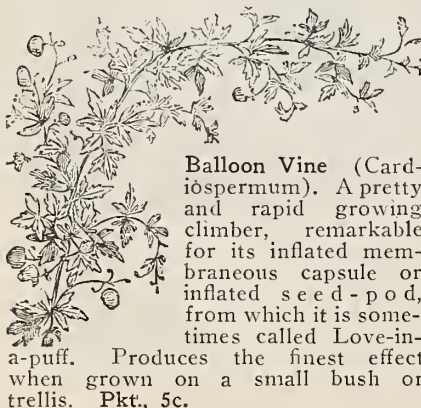 Balloon Vine (Card-
iòspermum). A pretty
and rapid growing
climber, remarkable
for its inflated mem-
braneous capsule or
inflated seed-pod,
from which it is some-
times called Love-in-
a-puff. Produces the finest effect
when grown on a small bush or
trellis. Pkt., 5c.